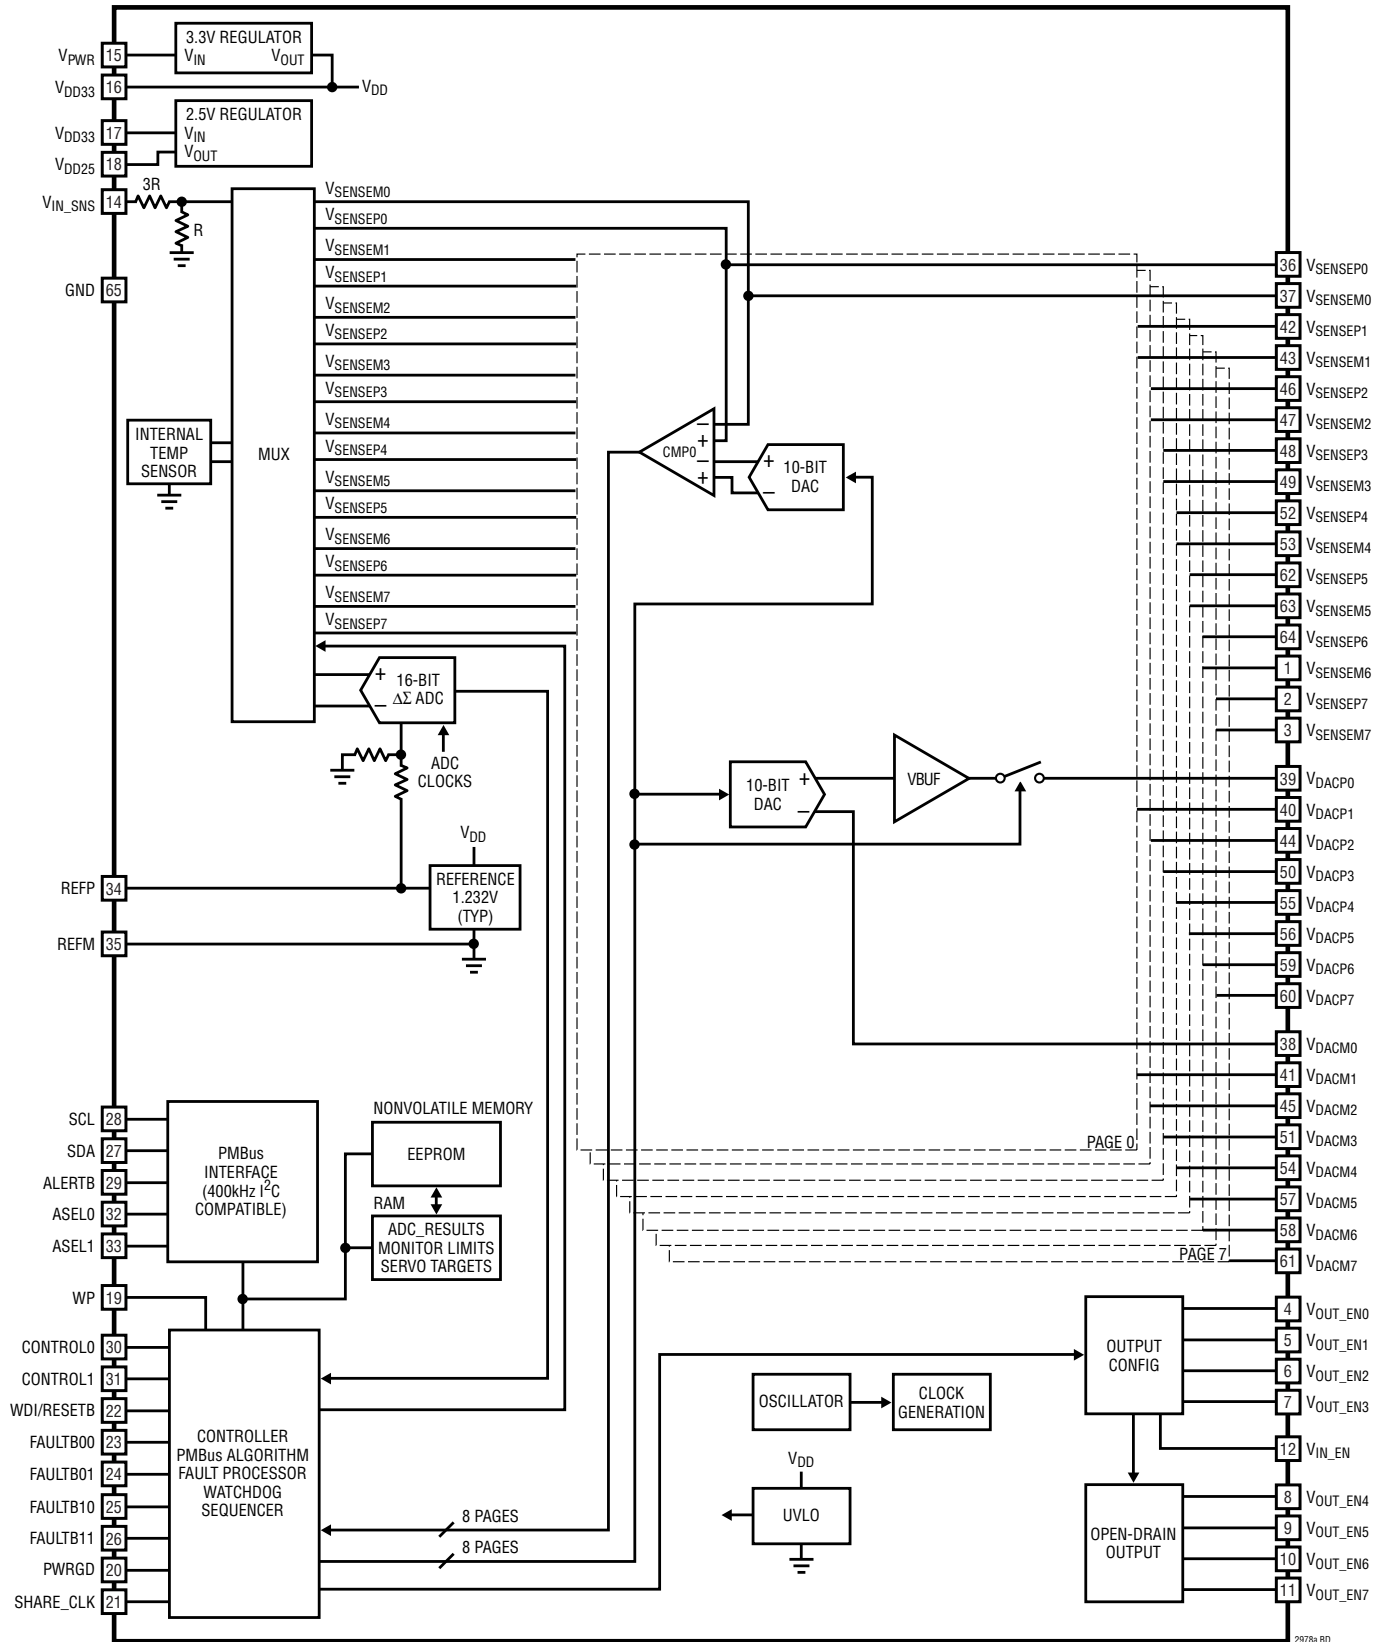 3.3V REGULATOR
VIN VOUT
VPWR 15
VDD33 16
VDD
2.5V REGULATOR
VIN
VOUT
VDD33 17
VDD25 18
VIN_SNS 14
3R
R
GND 65
INTERNAL
TEMP
SENSOR
MUX
VSENSEM0
VSENSEP0
VSENSEM1
VSENSEP1
VSENSEM2
VSENSEP2
VSENSEM3
VSENSEP3
VSENSEM4
VSENSEP4
VSENSEM5
VSENSEP5
VSENSEM6
VSENSEP6
VSENSEM7
VSENSEP7
+
–
16-BIT
ΔΣ ADC
ADC
CLOCKS
VDD
REFERENCE
1.232V
(TYP)
REFP 34
REFM 35
–
+
–
+
CMP0
+
–
10-BIT
DAC
10-BIT
DAC
+
–
VBUF
PAGE 0
PAGE 7
36 VSENSEP0
37 VSENSEM0
42 VSENSEP1
43 VSENSEM1
46 VSENSEP2
47 VSENSEM2
48 VSENSEP3
49 VSENSEM3
52 VSENSEP4
53 VSENSEM4
62 VSENSEP5
63 VSENSEM5
64 VSENSEP6
1 VSENSEM6
2 VSENSEP7
3 VSENSEM7
39 VDACP0
40 VDACP1
44 VDACP2
50 VDACP3
55 VDACP4
56 VDACP5
59 VDACP6
60 VDACP7
38 VDACM0
41 VDACM1
45 VDACM2
51 VDACM3
54 VDACM4
57 VDACM5
58 VDACM6
61 VDACM7
SCL 28
SDA 27
ALERTB 29
ASEL0 32
ASEL1 33
PMBus
INTERFACE
(400kHz I2C
COMPATIBLE)
NONVOLATILE MEMORY
EEPROM
RAM
ADC_RESULTS
MONITOR LIMITS
SERVO TARGETS
WP 19
CONTROL0 30
CONTROL1 31
WDI/RESETB 22
FAULTB00 23
FAULTB01 24
FAULTB10 25
FAULTB11 26
PWRGD 20
SHARE_CLK 21
CONTROLLER
PMBus ALGORITHM
FAULT PROCESSOR
WATCHDOG
SEQUENCER
8 PAGES
8 PAGES
OSCILLATOR
CLOCK
GENERATION
VDD
UVLO
OUTPUT
CONFIG
OPEN-DRAIN
OUTPUT
4 VOUT_EN0
5 VOUT_EN1
6 VOUT_EN2
7 VOUT_EN3
12 VIN_EN
8 VOUT_EN4
9 VOUT_EN5
10 VOUT_EN6
11 VOUT_EN7
2978a BD